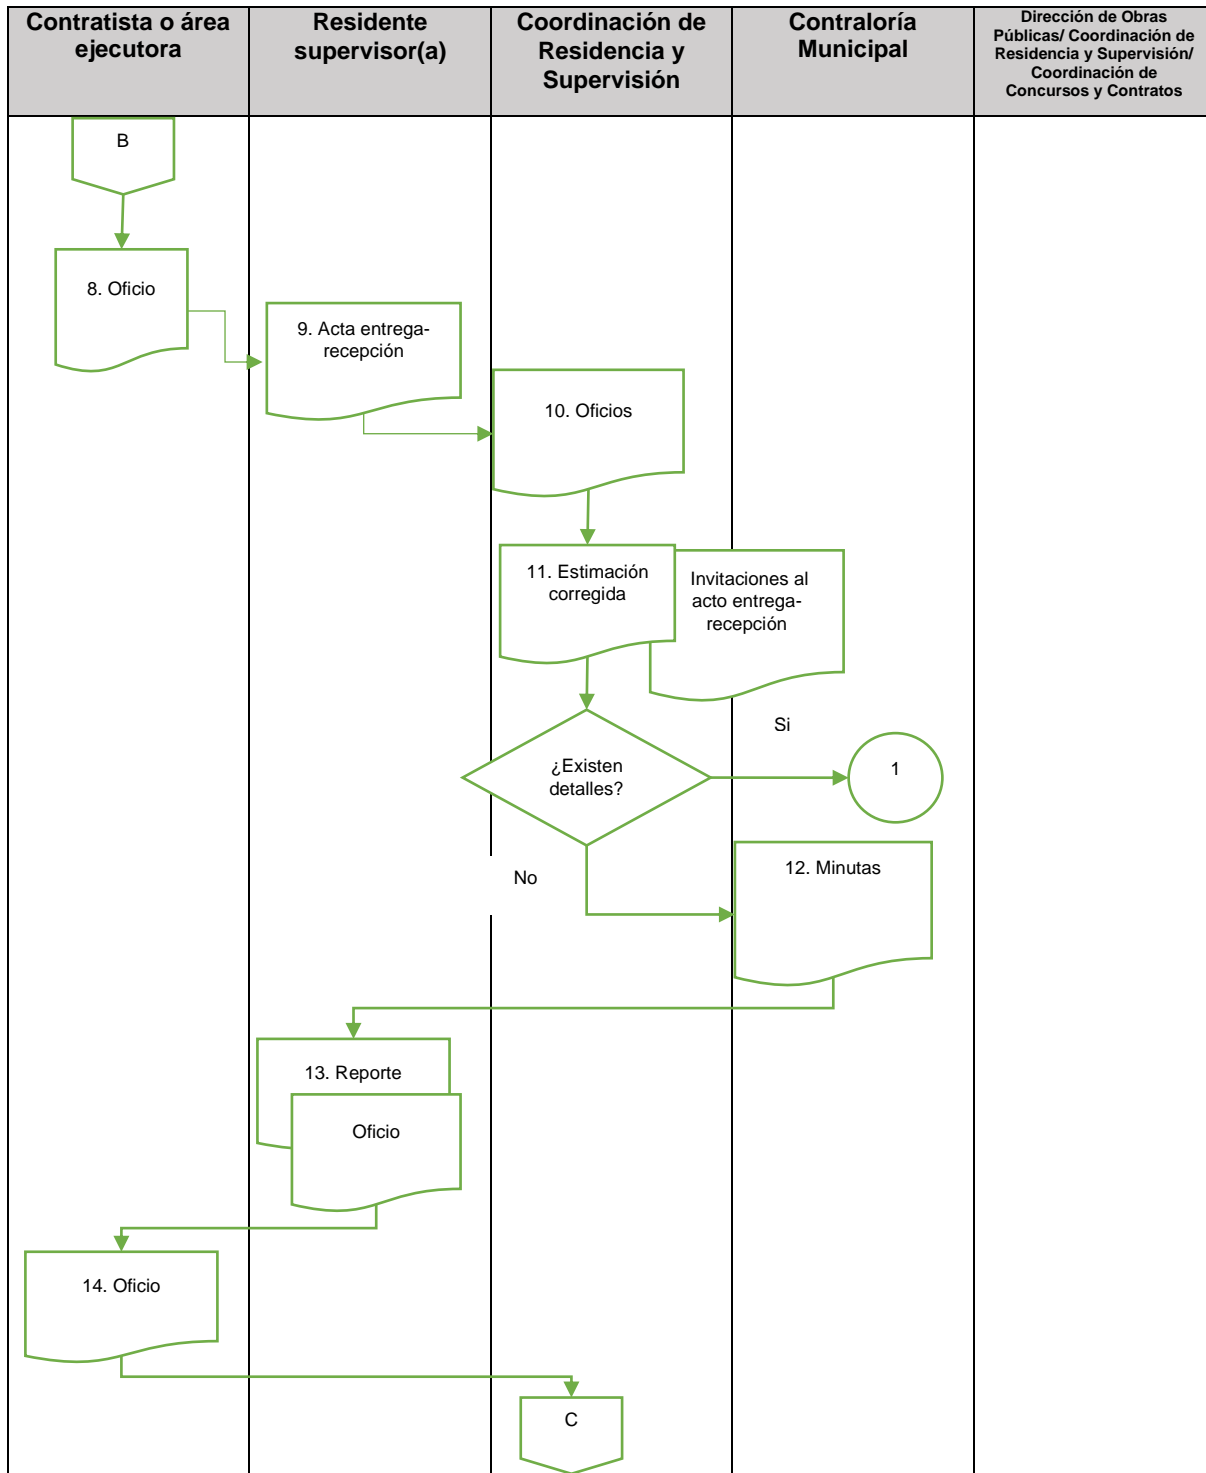 Contratista o área
ejecutora
Residente
supervisor(a)
Coordinación de
Residencia y
Supervisión
Contraloría
Municipal
Dirección de Obras
Públicas/ Coordinación de
Residencia y Supervisión/
Coordinación de
Concursos y Contratos
B
8. Oficio
9. Acta entrega-
recepción
10. Oficios
11. Estimación
corregida
Invitaciones al
acto entrega-
recepción
Si
¿Existen
detalles?
1
No
12. Minutas
13. Reporte
Oficio
14. Oficio
C